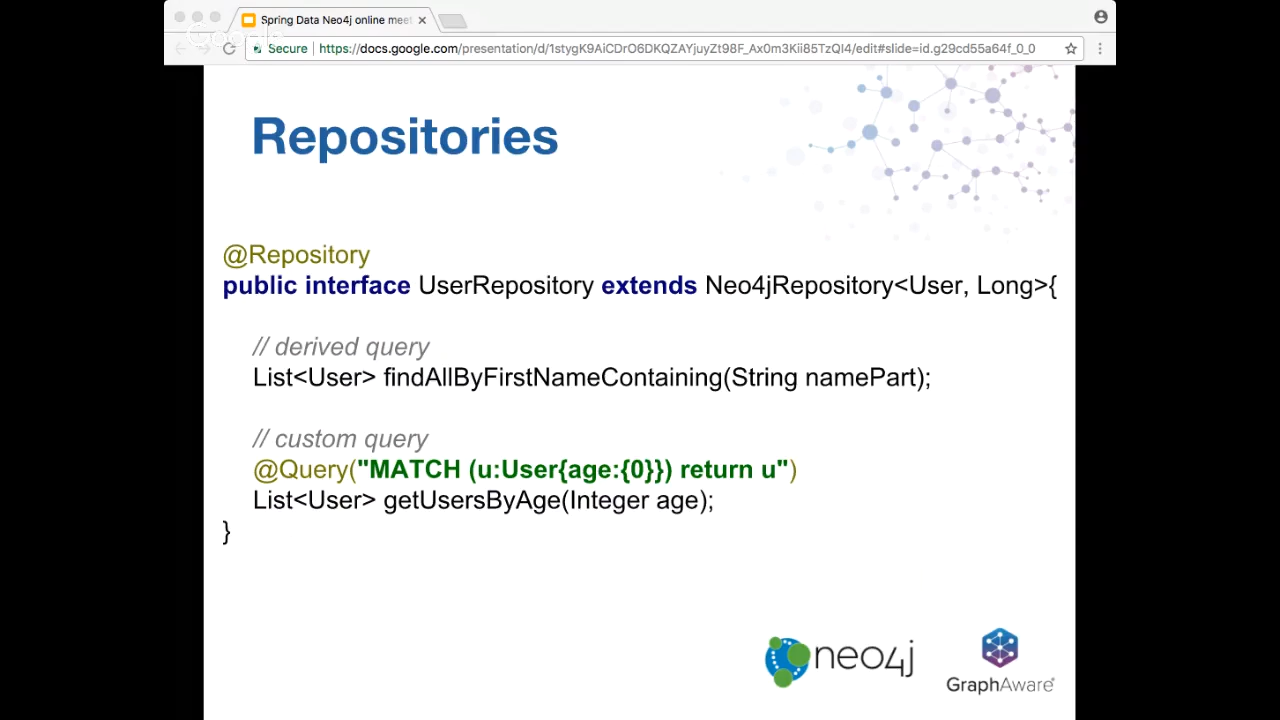 Spring Data Neo4j online meet
Google
Secure
https://docs.google.com/presentation/d/1stygK9AiCDrO6DKQZAYjuyZt98F_Ax0m3Kii85TzQI4/edit#slide=id.g29cd55a64f_0_0
Repositories
@Repository
public interface UserRepository extends Neo4jRepository<User, Long>{
// derived query
List<User> findAllByFirstNameContaining(String namePart);
// custom query
@Query("MATCH (u:User{age:{0}}) return u")
List<User> getUsersByAge(Integer age);
}
neo4j
GraphAware